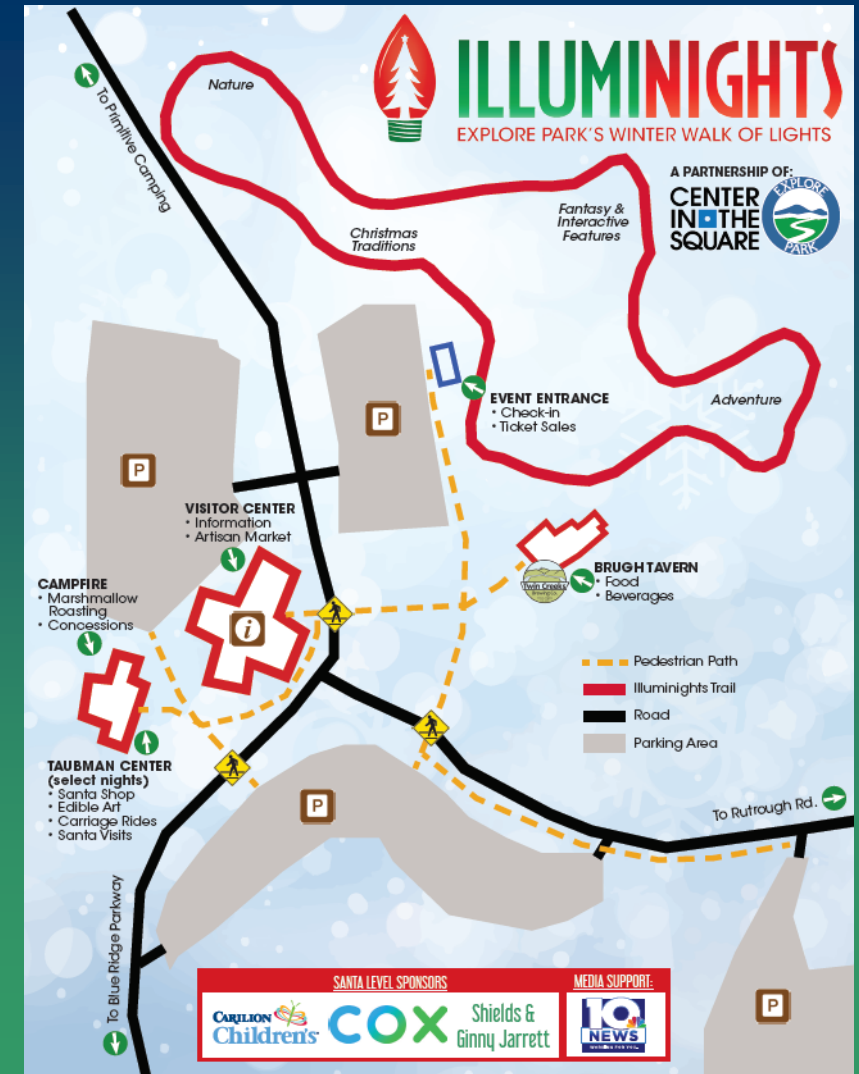 ILLUMINIGHTS
EXPLORE PARK'S WINTER WALK OF LIGHTS
A PARTNERSHIP OF:
CENTER
IN THE
SQUARE
EXPLORE
PARK
Nature
To Primitive Camping
Christmas
Traditions
Fantasy &
Interactive
Features
Adventure
EVENT ENTRANCE
• Check-in
• Ticket Sales
P
P
VISITOR CENTER
• Information
• Artisan Market
i
CAMPFIRE
• Marshmallow
Roasting
• Concessions
BRUGH TAVERN
• Food
• Beverages
Twin Creeks
Brewing Co.
Pedestrian Path
Illuminights Trail
Road
Parking Area
TAUBMAN CENTER
(select nights)
• Santa Shop
• Edible Art
• Carriage Rides
• Santa Visits
P
To Rutrough Rd.
To Blue Ridge Parkway
P
SANTA LEVEL SPONSORS
CARILION
Children's
COX
Shields &
Ginny Jarrett
MEDIA SUPPORT:
10
NEWS